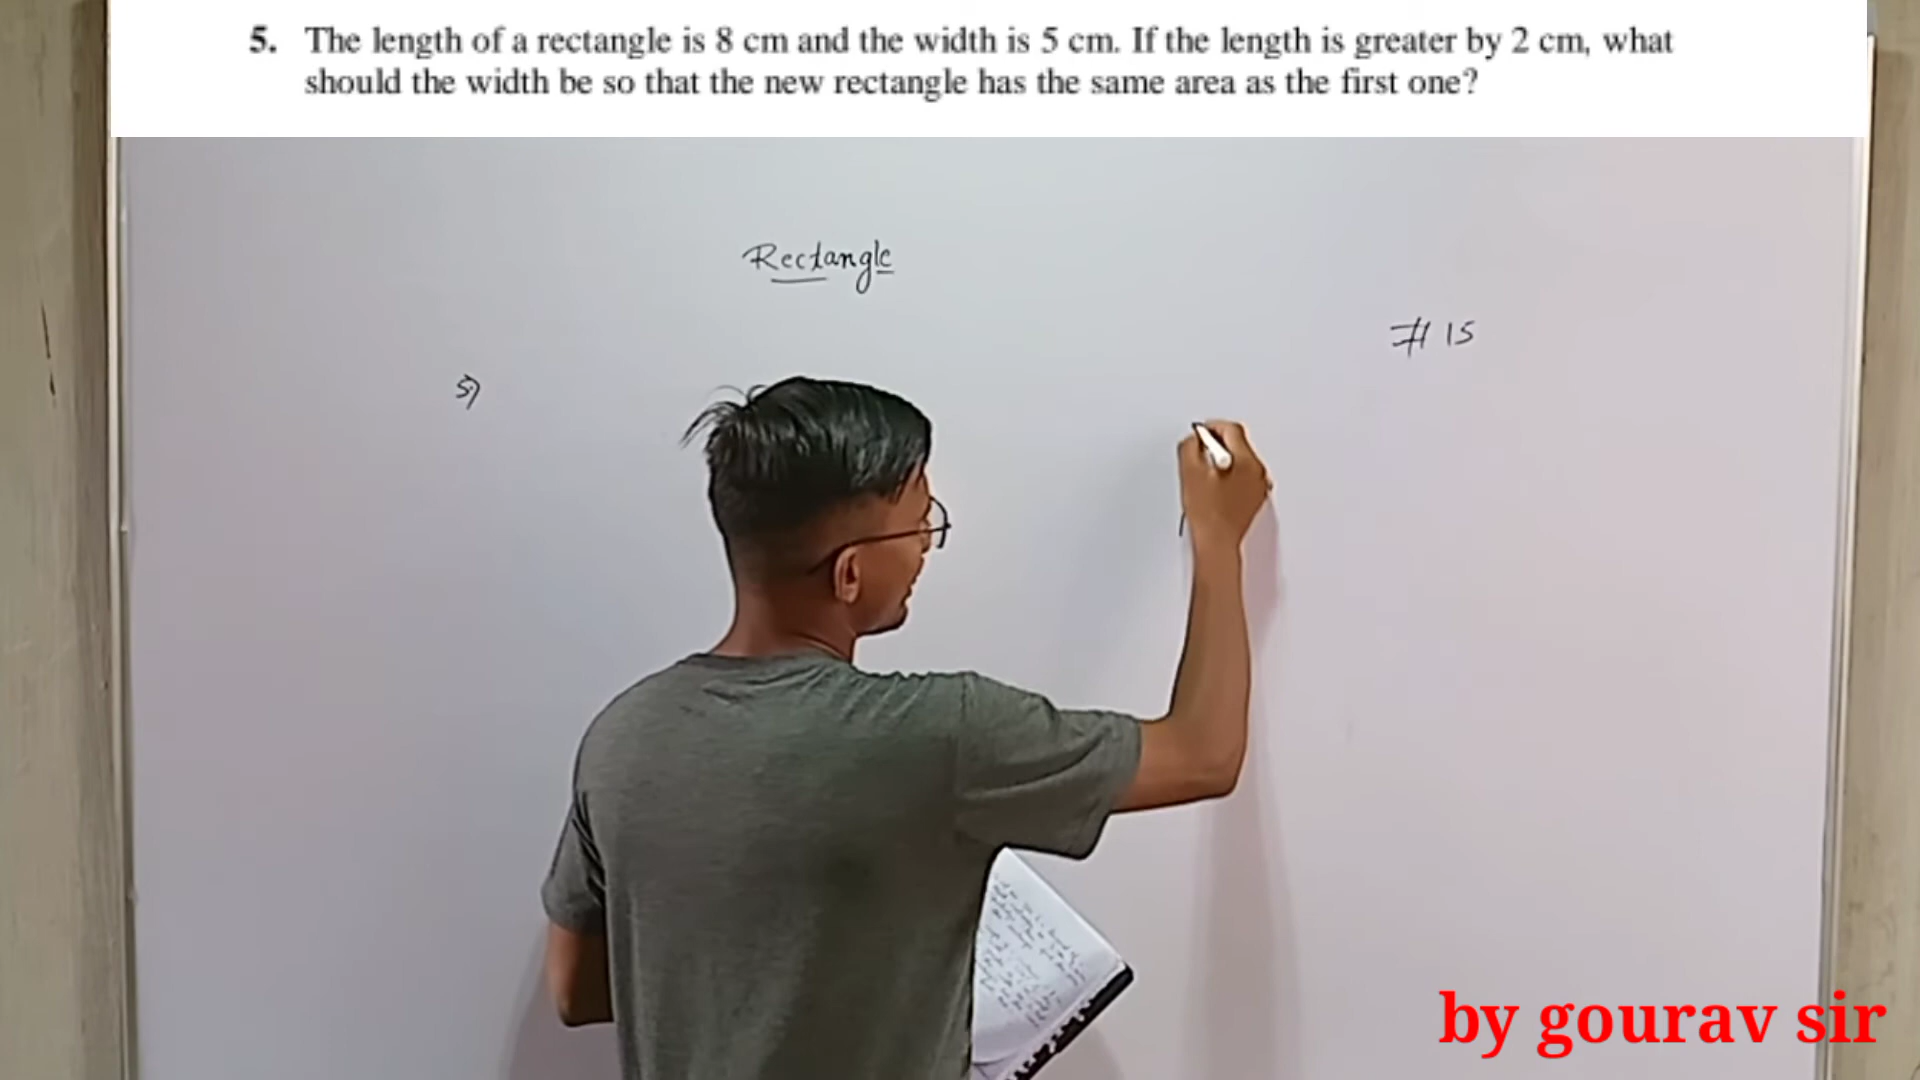 5. The length of a rectangle is 8 cm and the width is 5 cm. If the length is greater by 2 cm, what
should the width be so that the new rectangle has the same area as the first one?
Rectangle
# 15
5)
by gourav sir